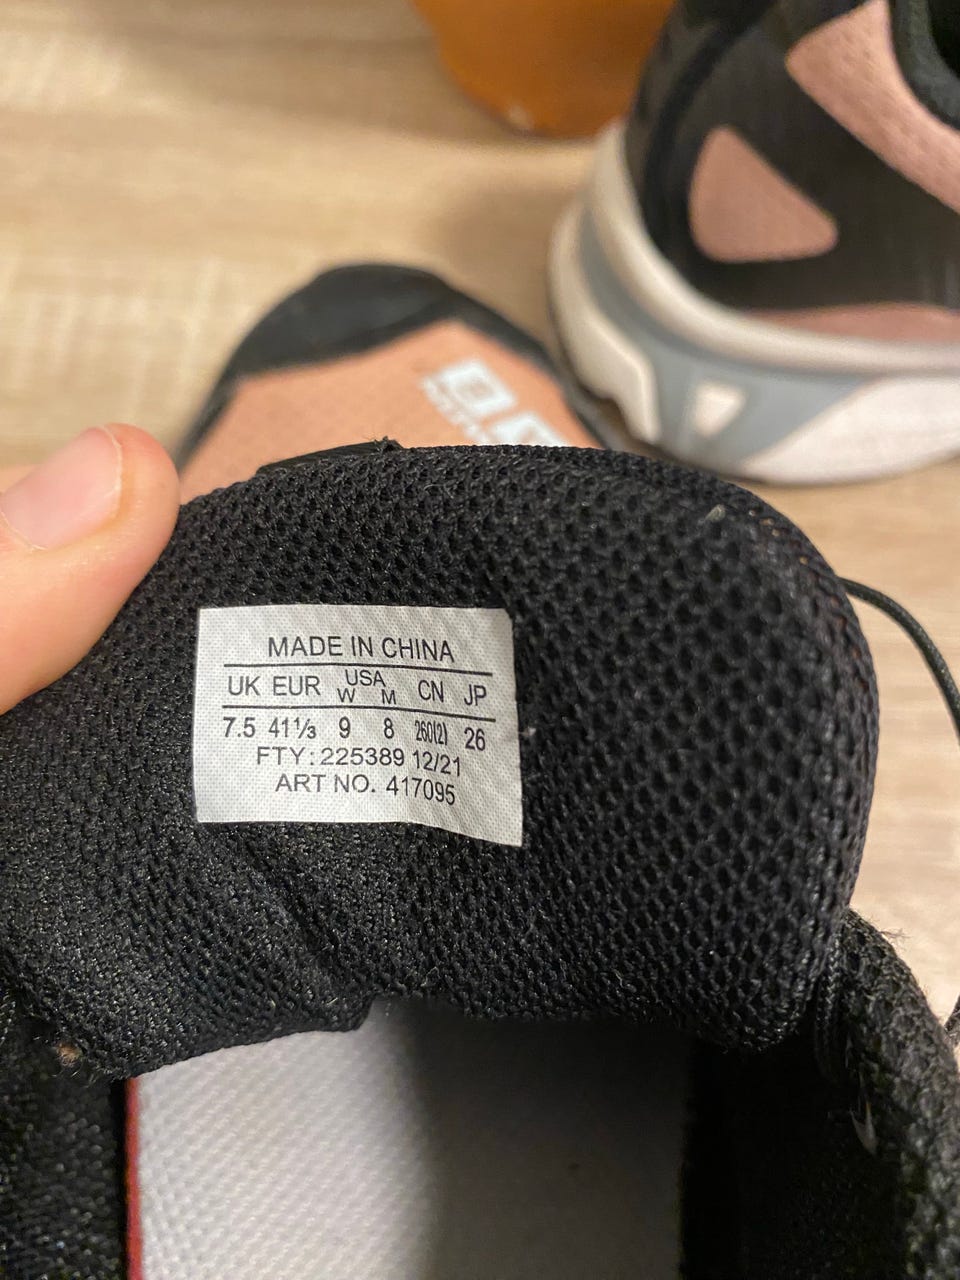 MADE IN CHINA
UK EUR USA W M CN JP
7.5 41⅓ 9 8 260(2) 26
FTY: 225389 12/21
ART NO. 417095